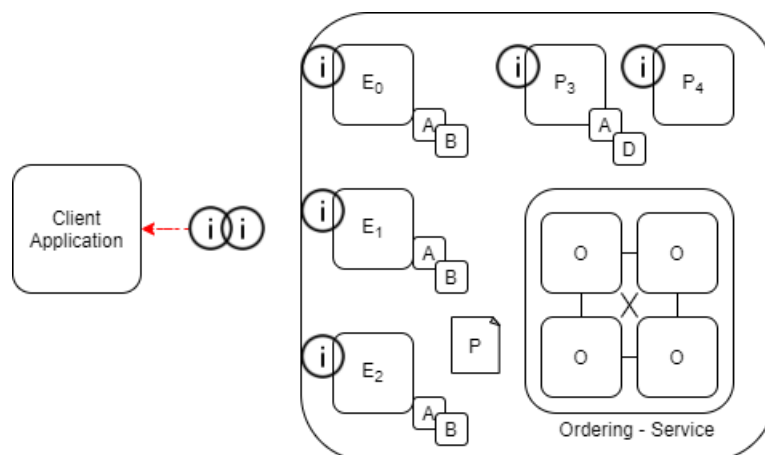 i
E0
A
B
i
P3
A
D
i
P4
Client
Application
i i
i
E1
A
B
i
E2
A
B
P
O
O
X
O
O
Ordering - Service